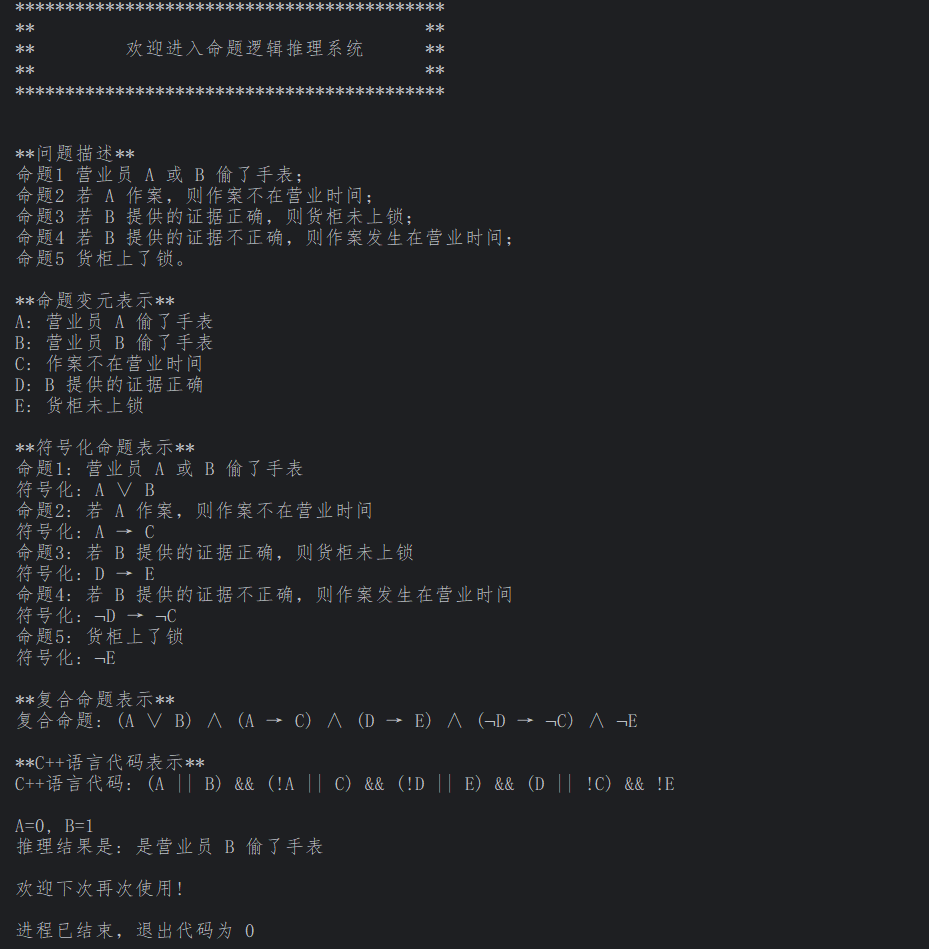 *******************************************
**                                       **
**         欢迎进入命题逻辑推理系统      **
**                                       **
*******************************************
**问题描述**
命题1 营业员 A 或 B 偷了手表；
命题2 若 A 作案，则作案不在营业时间；
命题3 若 B 提供的证据正确，则货柜未上锁；
命题4 若 B 提供的证据不正确，则作案发生在营业时间；
命题5 货柜上了锁。
**命题变元表示**
A: 营业员 A 偷了手表
B: 营业员 B 偷了手表
C: 作案不在营业时间
D: B 提供的证据正确
E: 货柜未上锁
**符号化命题表示**
命题1: 营业员 A 或 B 偷了手表
符号化: A ∨ B
命题2: 若 A 作案，则作案不在营业时间
符号化: A → C
命题3: 若 B 提供的证据正确，则货柜未上锁
符号化: D → E
命题4: 若 B 提供的证据不正确，则作案发生在营业时间
符号化: ¬D → ¬C
命题5: 货柜上了锁
符号化: ¬E
**复合命题表示**
复合命题: (A ∨ B) ∧ (A → C) ∧ (D → E) ∧ (¬D → ¬C) ∧ ¬E
**C++语言代码表示**
C++语言代码: (A || B) && (!A || C) && (!D || E) && (D || !C) && !E
A=0, B=1
推理结果是: 是营业员 B 偷了手表
欢迎下次再次使用!
进程已结束，退出代码为 0